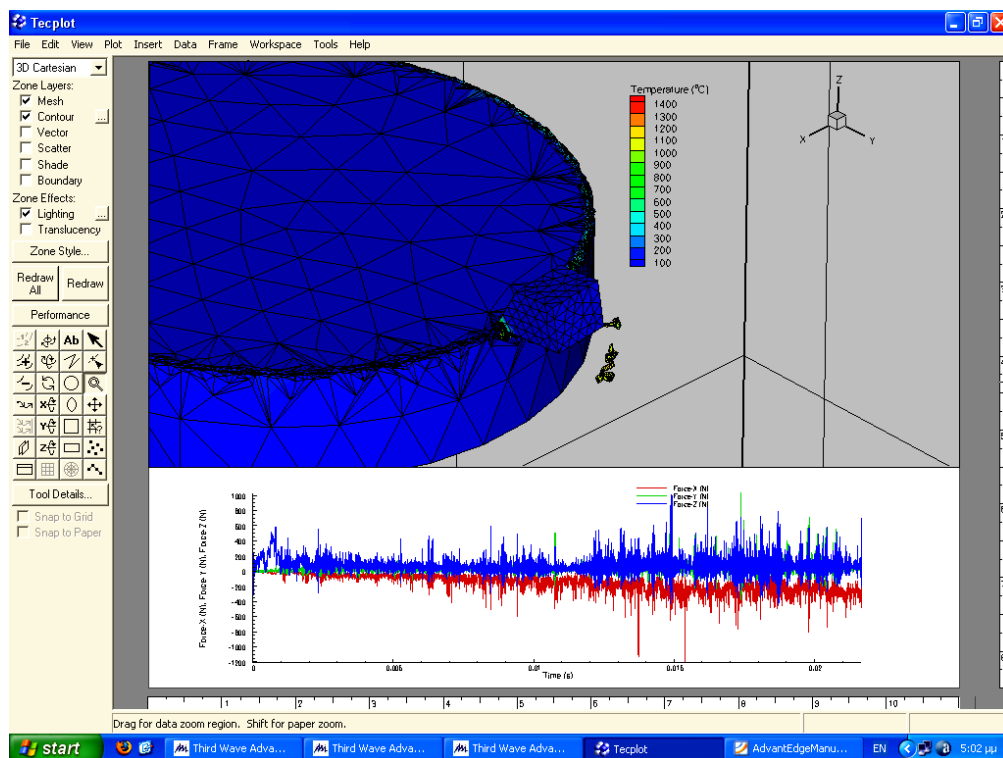 Tecplot
File Edit View Plot Insert Data Frame Workspace Tools Help
3D Cartesian
Zone Layers:
Mesh
Contour ...
Vector
Scatter
Shade
Boundary
Zone Effects:
Lighting ...
Translucency
Zone Style...
Redraw All Redraw
Performance
Ab
Tool Details...
Snap to Grid
Snap to Paper
Temperature (°C)
1400
1300
1200
1100
1000
900
800
700
600
500
400
300
200
100
Z
X Y
Force-X (N)
Force-Y (N)
Force-Z (N)
Force-X (N), Force-Y (N), Force-Z (N)
1000
800
600
400
200
0
-200
-400
-600
-800
-1000
-1200
0 0.005 0.01 0.015 0.02
Time (s)
1 2 3 4 5 6 7 8 9 10
Drag for data zoom region. Shift for paper zoom.
start Third Wave Adva... Third Wave Adva... Third Wave Adva... Tecplot AdvantEdgeManu... EN 5:02 μμ